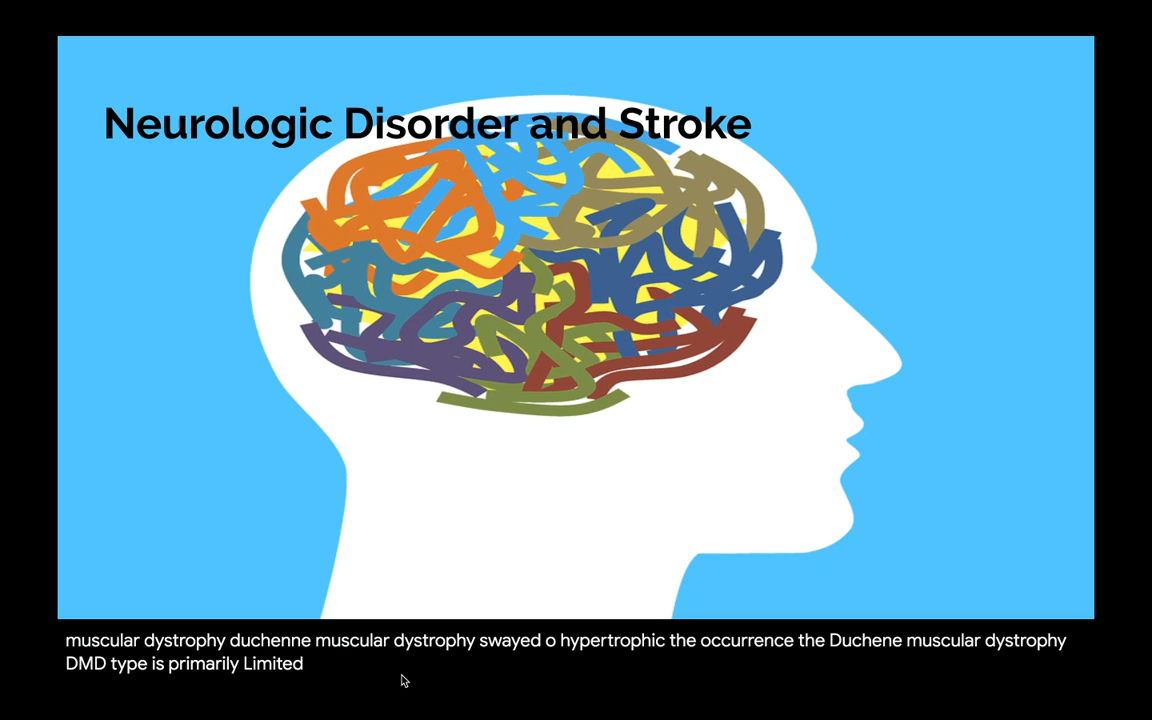 Neurologic Disorder and Stroke
muscular dystrophy duchenne muscular dystrophy swayed o hypertrophic the occurrence the Duchene muscular dystrophy
DMD type is primarily Limited